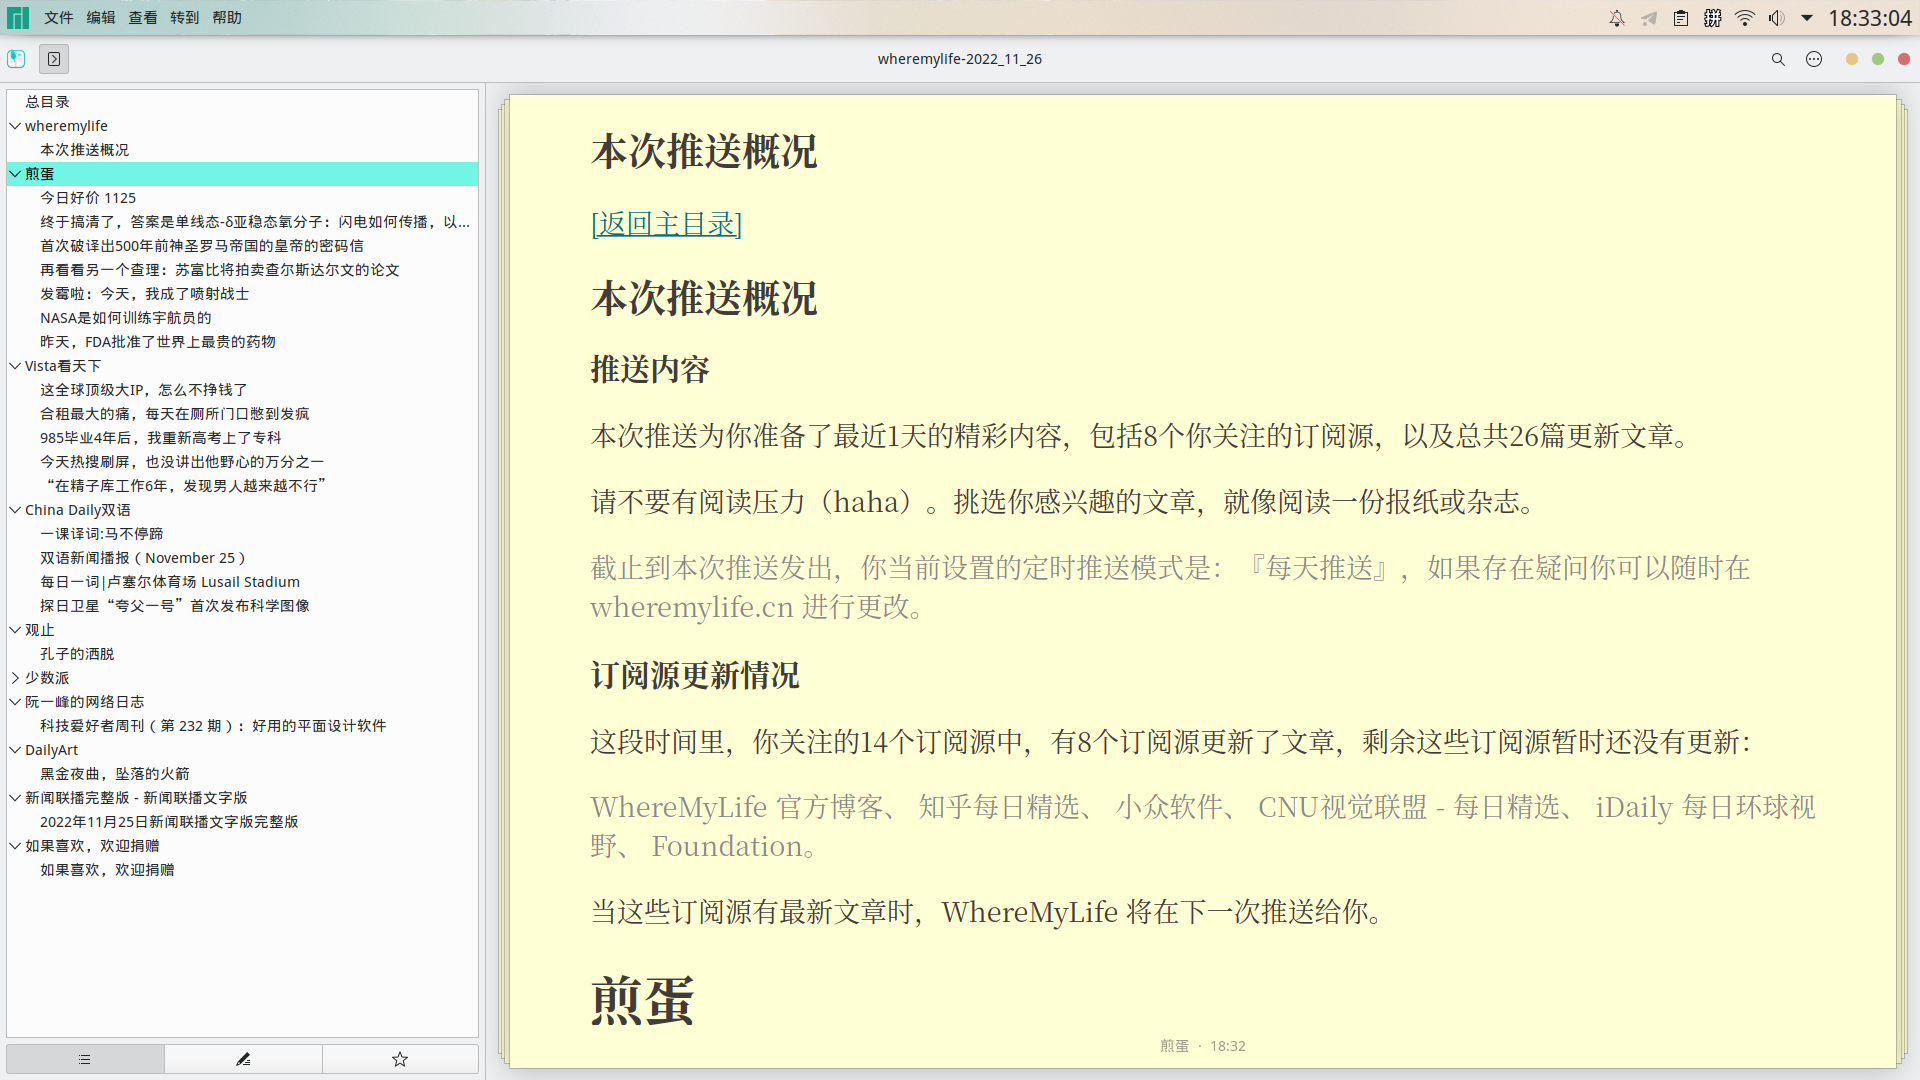 文件 编辑 查看 转到 帮助
18:33:04
wheremylife-2022_11_26
总目录
wheremylife
本次推送概况
煎蛋
今日好价 1125
终于搞清了，答案是单线态-δ亚稳态氧分子：闪电如何传播，以...
首次破译出500年前神圣罗马帝国的皇帝的密码信
再看看另一个查理：苏富比将拍卖查尔斯达尔文的论文
发霉啦：今天，我成了喷射战士
NASA是如何训练宇航员的
昨天，FDA批准了世界上最贵的药物
Vista看天下
这全球顶级大IP，怎么不挣钱了
合租最大的痛，每天在厕所门口憋到发疯
985毕业4年后，我重新高考上了专科
今天热搜刷屏，也没讲出他野心的万分之一
“在精子库工作6年，发现男人越来越不行”
China Daily双语
一课译词:马不停蹄
双语新闻播报（November 25）
每日一词|卢塞尔体育场 Lusail Stadium
探日卫星“夸父一号”首次发布科学图像
观止
孔子的洒脱
少数派
阮一峰的网络日志
科技爱好者周刊（第 232 期）：好用的平面设计软件
DailyArt
黑金夜曲，坠落的火箭
新闻联播完整版 - 新闻联播文字版
2022年11月25日新闻联播文字版完整版
如果喜欢，欢迎捐赠
如果喜欢，欢迎捐赠
本次推送概况
[返回主目录]
本次推送概况
推送内容
本次推送为你准备了最近1天的精彩内容，包括8个你关注的订阅源，以及总共26篇更新文章。
请不要有阅读压力（haha）。挑选你感兴趣的文章，就像阅读一份报纸或杂志。
截止到本次推送发出，你当前设置的定时推送模式是：『每天推送』，如果存在疑问你可以随时在
wheremylife.cn 进行更改。
订阅源更新情况
这段时间里，你关注的14个订阅源中，有8个订阅源更新了文章，剩余这些订阅源暂时还没有更新：
WhereMyLife 官方博客、 知乎每日精选、 小众软件、 CNU视觉联盟 - 每日精选、 iDaily 每日环球视
野、 Foundation。
当这些订阅源有最新文章时，WhereMyLife 将在下一次推送给你。
煎蛋
煎蛋 · 18:32